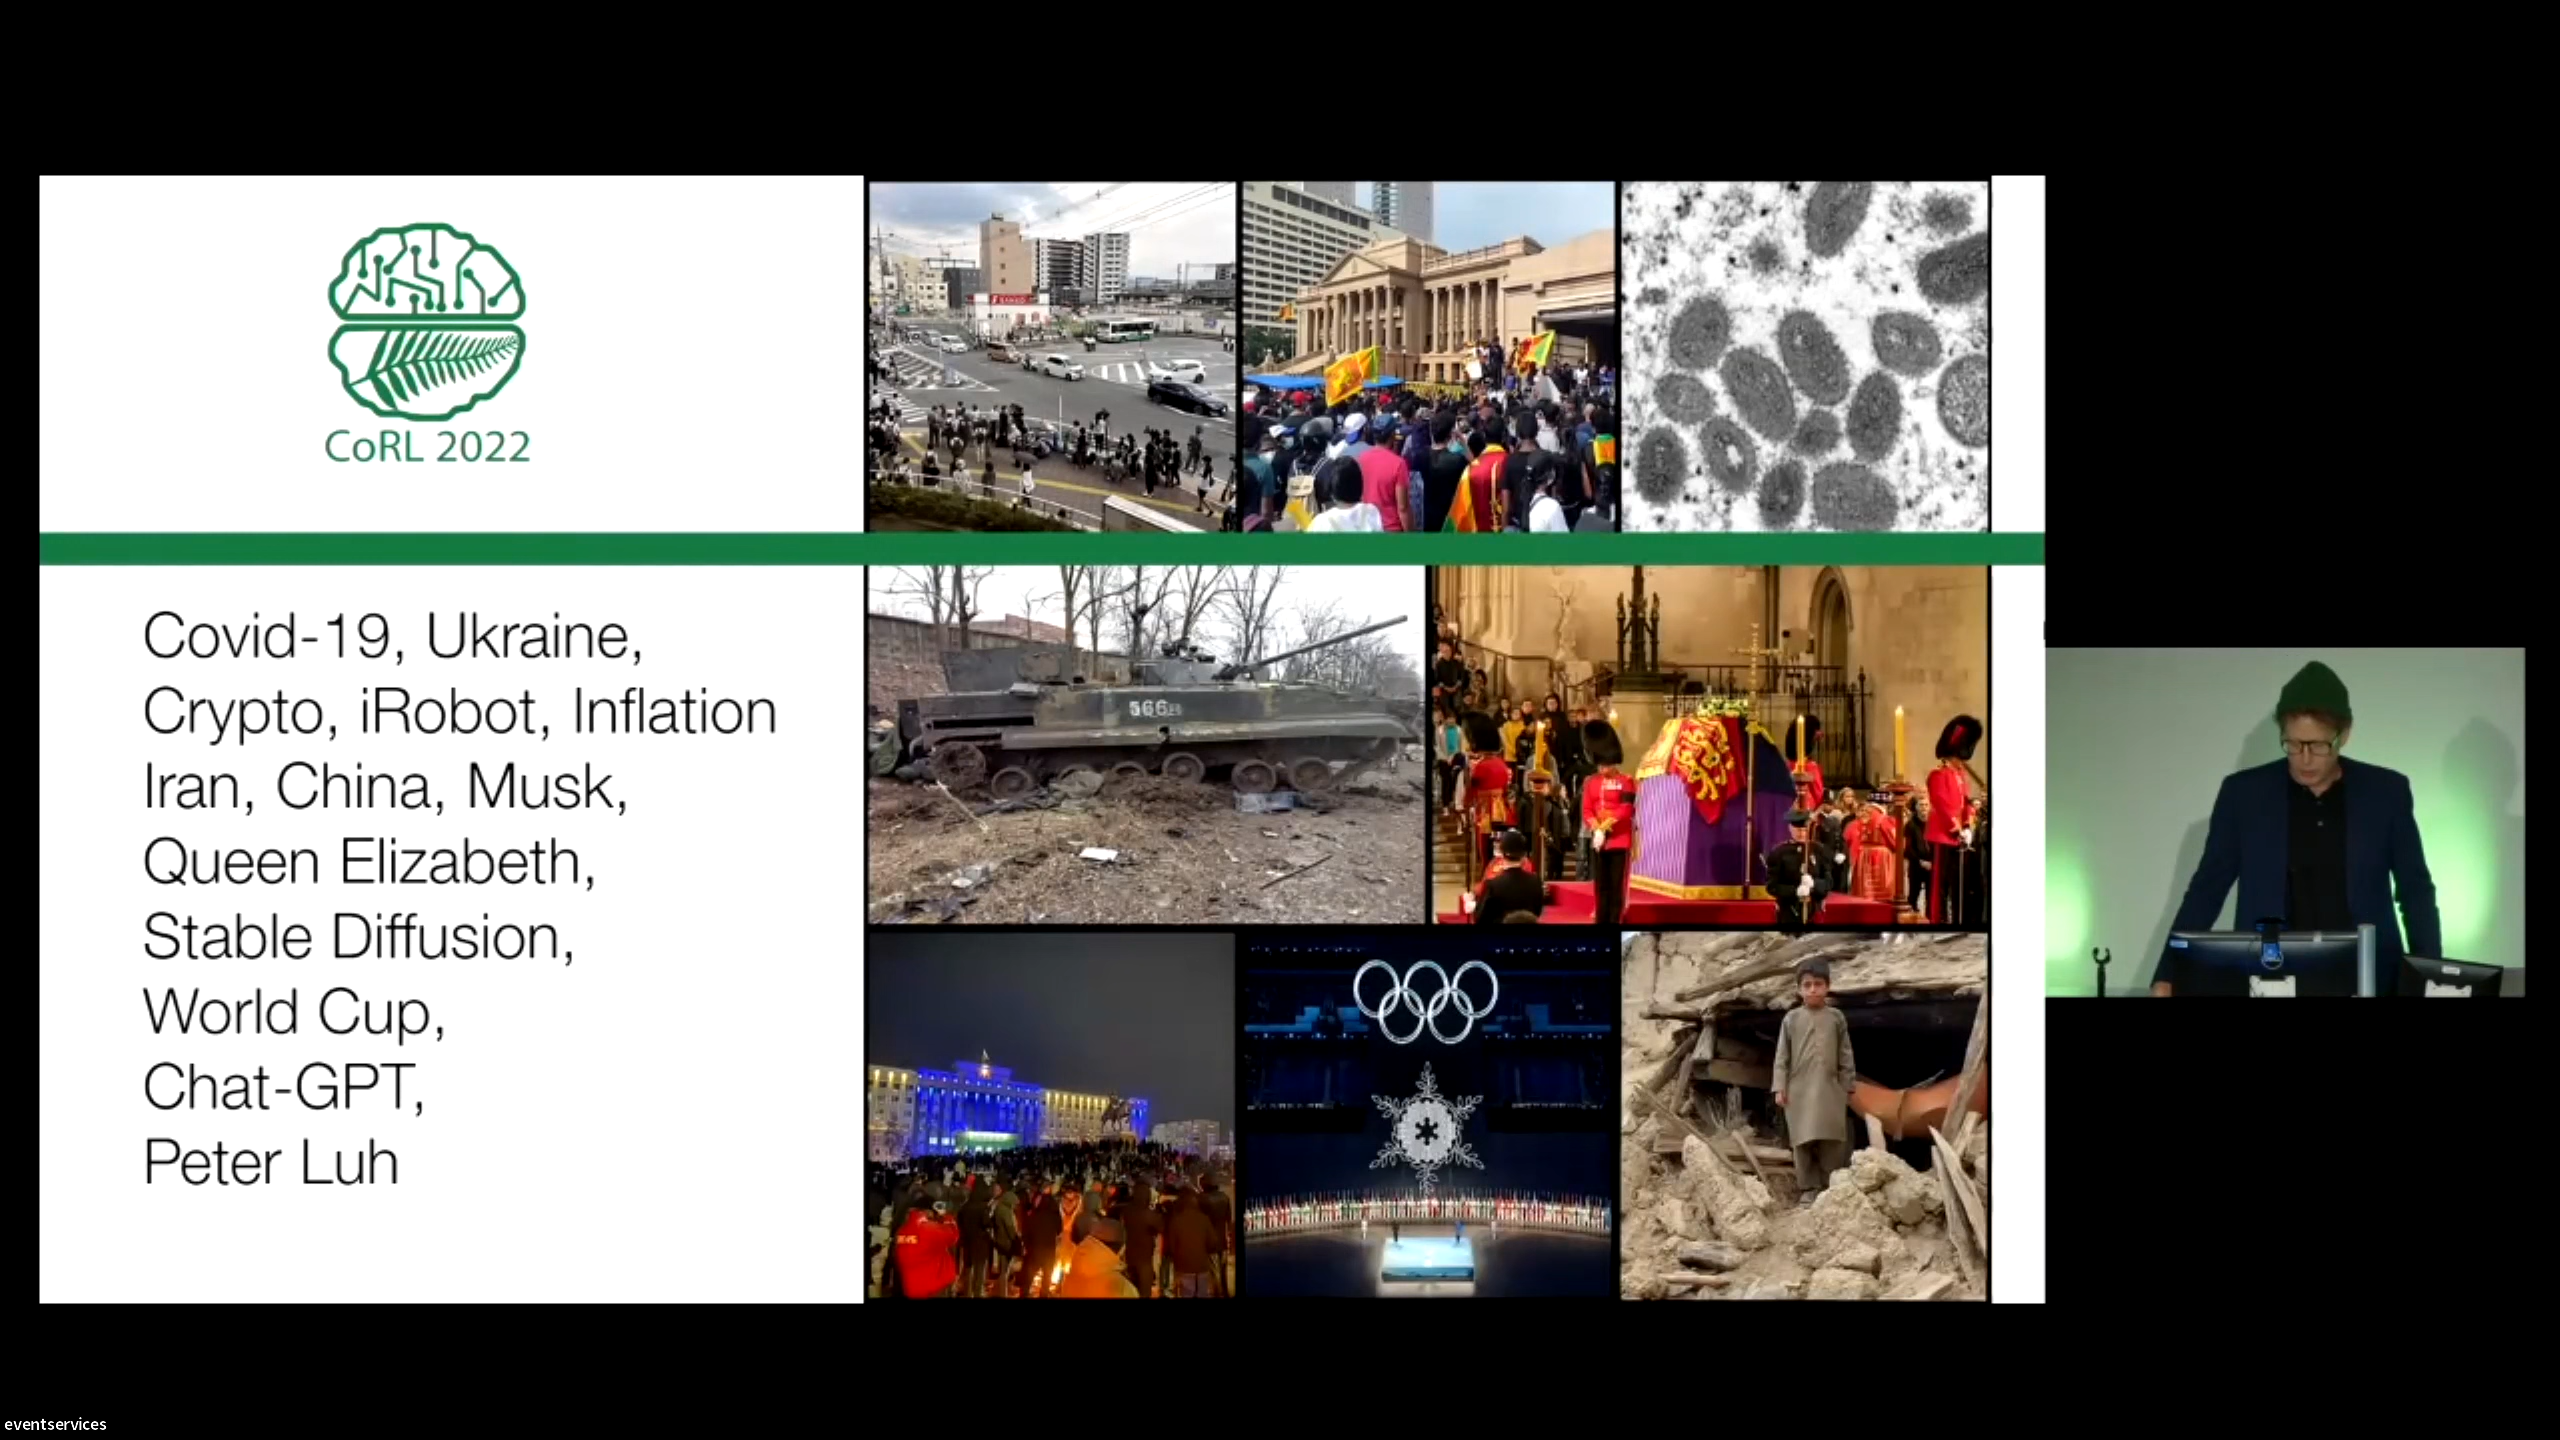 CoRL 2022
Covid-19, Ukraine,
Crypto, iRobot, Inflation
Iran, China, Musk,
Queen Elizabeth,
Stable Diffusion,
World Cup,
Chat-GPT,
Peter Luh
566
eventservices